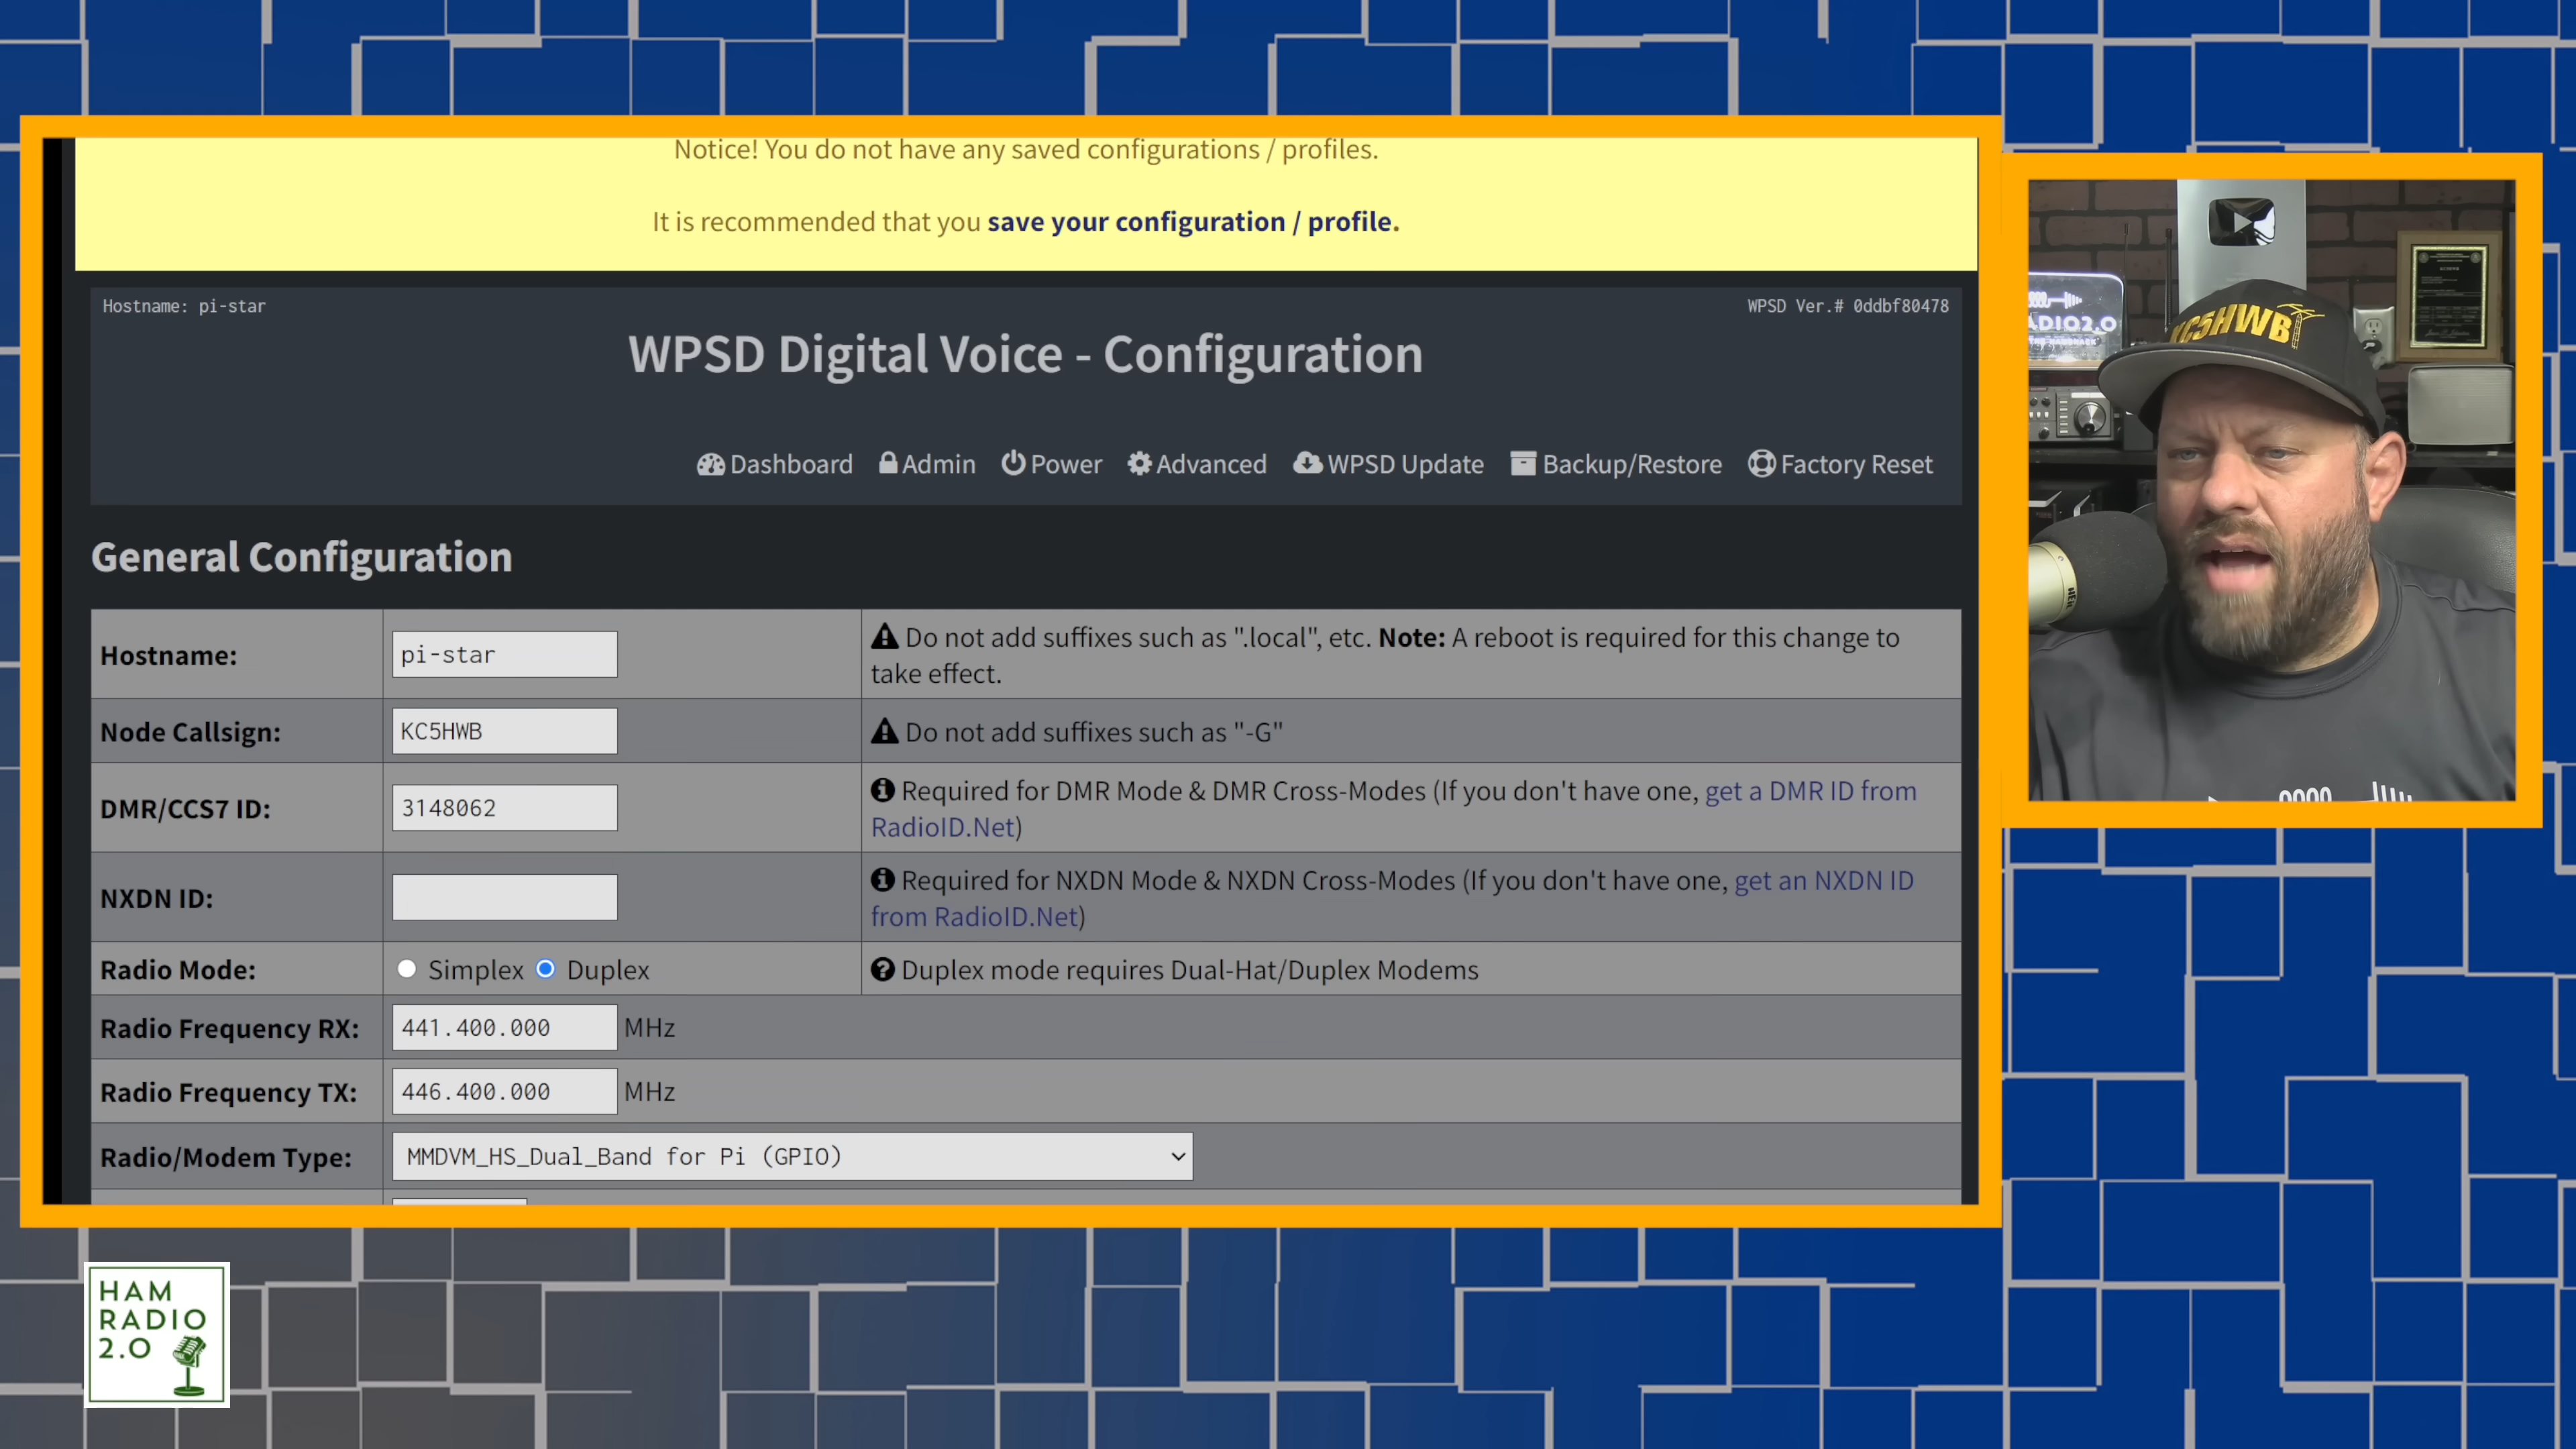 Notice! You do not have any saved configurations / profiles.
It is recommended that you save your configuration / profile.
Hostname: pi-star
WPSD Ver.# 0ddbf80478
WPSD Digital Voice - Configuration
Dashboard Admin Power Advanced WPSD Update Backup/Restore Factory Reset
General Configuration
Hostname:
pi-star
Do not add suffixes such as ".local", etc. Note: A reboot is required for this change to
take effect.
Node Callsign:
KC5HWB
Do not add suffixes such as "-G"
DMR/CCS7 ID:
3148062
Required for DMR Mode & DMR Cross-Modes (If you don't have one, get a DMR ID from
RadioID.Net)
NXDN ID:
Required for NXDN Mode & NXDN Cross-Modes (If you don't have one, get an NXDN ID
from RadioID.Net)
Radio Mode:
Simplex Duplex
Duplex mode requires Dual-Hat/Duplex Modems
Radio Frequency RX:
441.400.000 MHz
Radio Frequency TX:
446.400.000 MHz
Radio/Modem Type:
MMDVM_HS_Dual_Band for Pi (GPIO)
KC5HWB
ADIO2.0
HAM
RADIO
2.0